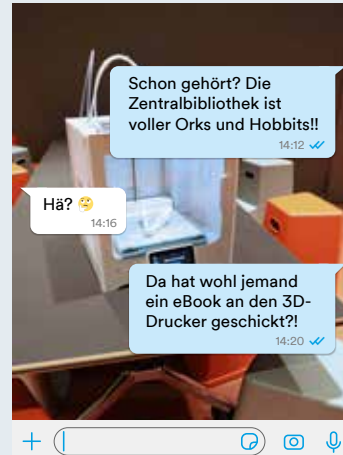 Schon gehört? Die
Zentralbibliothek ist
voller Orks und Hobbits!!
14:12
Hä? 🤔
14:16
Da hat wohl jemand
ein eBook an den 3D-
Drucker geschickt?!
14:20